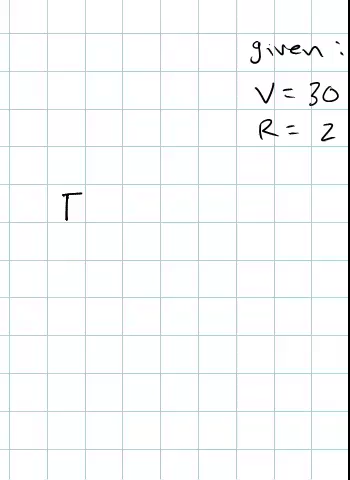 given:
V = 30
R = 2